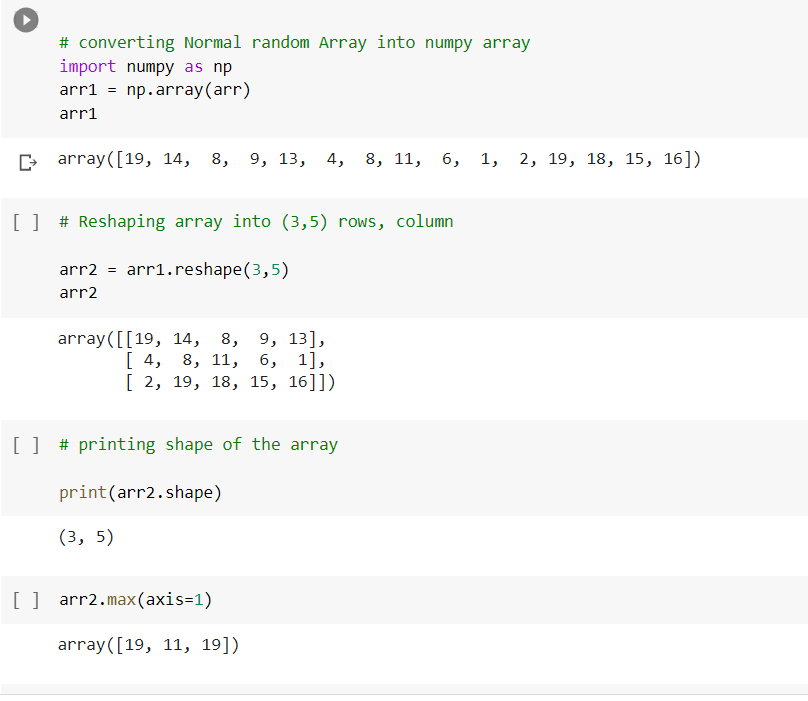 # converting Normal random Array into numpy array
import numpy as np
arr1 = np.array(arr)
arr1
array([19, 14,  8,  9, 13,  4,  8, 11,  6,  1,  2, 19, 18, 15, 16])
[ ] # Reshaping array into (3,5) rows, column
arr2 = arr1.reshape(3,5)
arr2
array([[19, 14,  8,  9, 13],
       [ 4,  8, 11,  6,  1],
       [ 2, 19, 18, 15, 16]])
[ ] # printing shape of the array
print(arr2.shape)
(3, 5)
[ ] arr2.max(axis=1)
array([19, 11, 19])